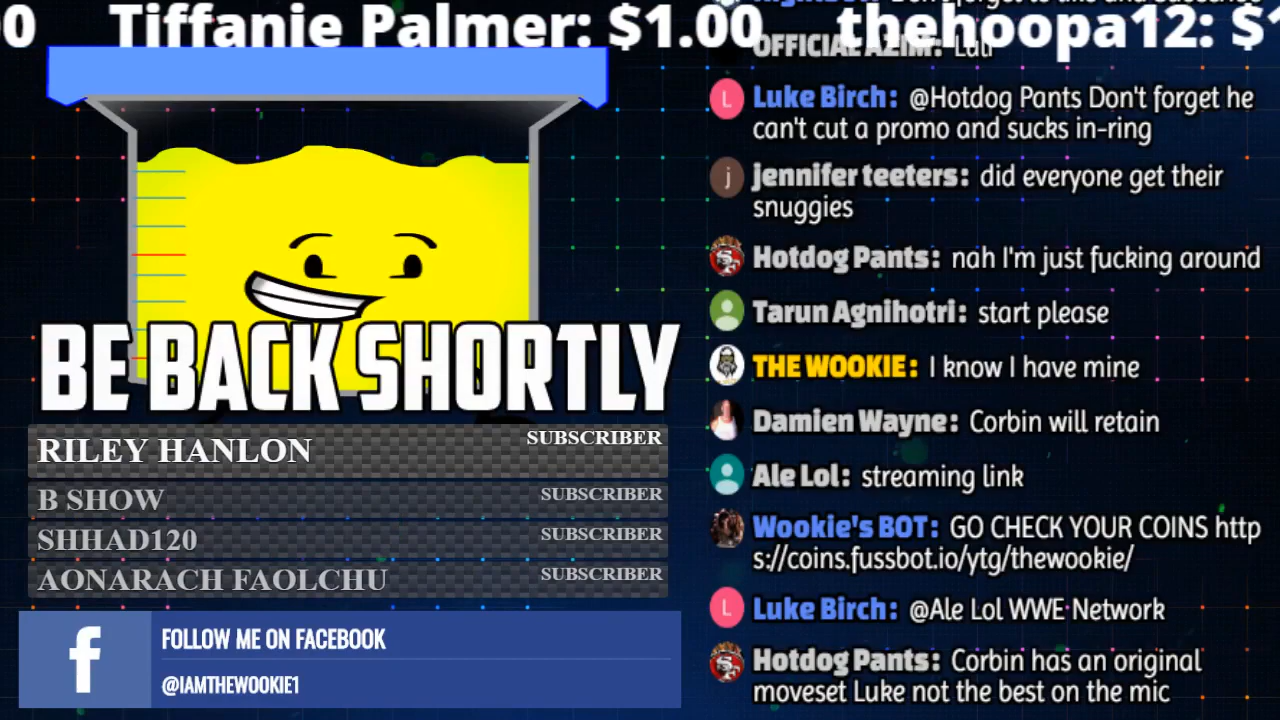 0 Tiffanie Palmer: $1.00 thehoopa12: $1
OFFICIAL AZIM:
Luke Birch: @Hotdog Pants Don't forget he
can't cut a promo and sucks in-ring
jennifer teeters: did everyone get their
snuggies
Hotdog Pants: nah I'm just fucking around
Tarun Agnihotri: start please
THE WOOKIE: I know I have mine
Damien Wayne: Corbin will retain
Ale Lol: streaming link
Wookie's BOT: GO CHECK YOUR COINS http
s://coins.fussbot.io/ytg/thewookie/
Luke Birch: @Ale Lol WWE Network
Hotdog Pants: Corbin has an original
moveset Luke not the best on the mic
BE BACK SHORTLY
RILEY HANLON SUBSCRIBER
B SHOW SUBSCRIBER
SHHAD120 SUBSCRIBER
AONARACH FAOLCHU SUBSCRIBER
f
FOLLOW ME ON FACEBOOK
@IAMTHEWOOKIE1